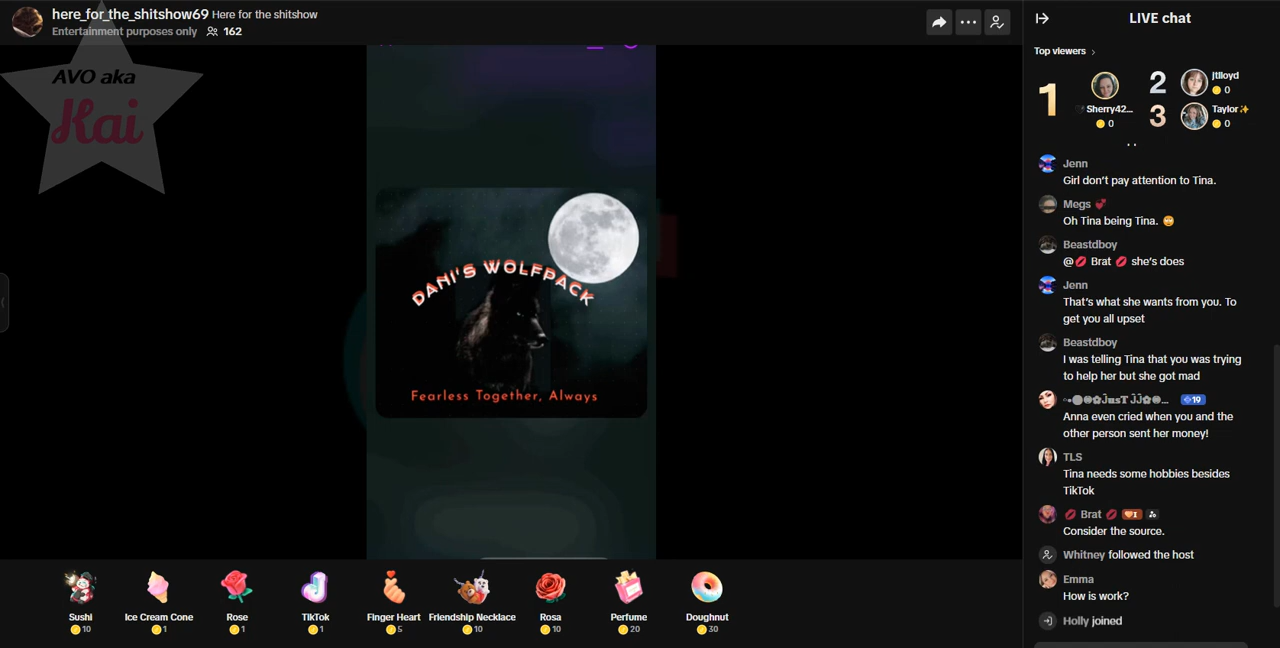 here_for_the_shitshow69 Here for the shitshow
Entertainment purposes only 162
AVO aka
Kai
DANI'S WOLFPACK
Fearless Together, Always
Sushi
10
Ice Cream Cone
1
Rose
1
TikTok
1
Finger Heart
5
Friendship Necklace
10
Rosa
10
Perfume
20
Doughnut
30
LIVE chat
Top viewers
1
Sherry42...
0
2
jtlloyd
0
3
Taylor✨
0
Jenn
Girl don't pay attention to Tina.
Megs 💞
Oh Tina being Tina. 🙄
Beastdboy
@💋 Brat 💋 she's does
Jenn
That's what she wants from you. To
get you all upset
Beastdboy
I was telling Tina that you was trying
to help her but she got mad
19
Anna even cried when you and the
other person sent her money!
TLS
Tina needs some hobbies besides
TikTok
💋 Brat 💋 I
Consider the source.
Whitney followed the host
Emma
How is work?
Holly joined